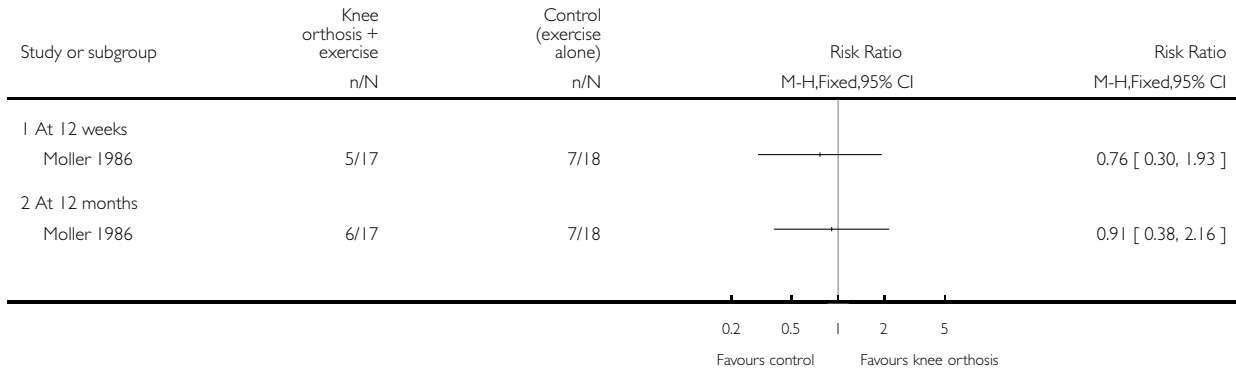 Study or subgroup Knee orthosis + exercise Control (exercise alone) Risk Ratio Risk Ratio
n/N n/N M-H,Fixed,95% CI M-H,Fixed,95% CI
1 At 12 weeks
Moller 1986 5/17 7/18 0.76 [ 0.30, 1.93 ]
2 At 12 months
Moller 1986 6/17 7/18 0.91 [ 0.38, 2.16 ]
0.2 0.5 1 2 5
Favours control Favours knee orthosis